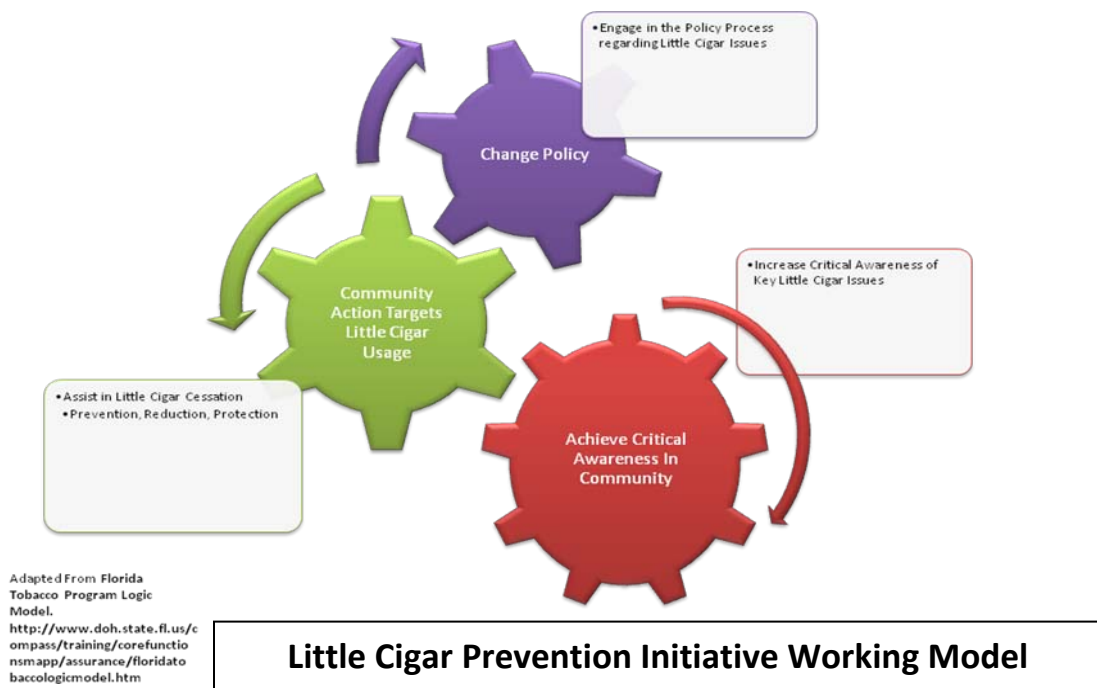 • Engage in the Policy Process
regarding Little Cigar Issues
Change Policy
Community
Action Targets
Little Cigar
Usage
• Increase Critical Awareness of
Key Little Cigar Issues
• Assist in Little Cigar Cessation
• Prevention, Reduction, Protection
Achieve Critical
Awareness In
Community
Adapted From Florida
Tobacco Program Logic
Model.
http://www.doh.state.fl.us/c
ompass/training/corefunctio
nsmapp/assurance/floridato
baccologicmodel.htm
Little Cigar Prevention Initiative Working Model